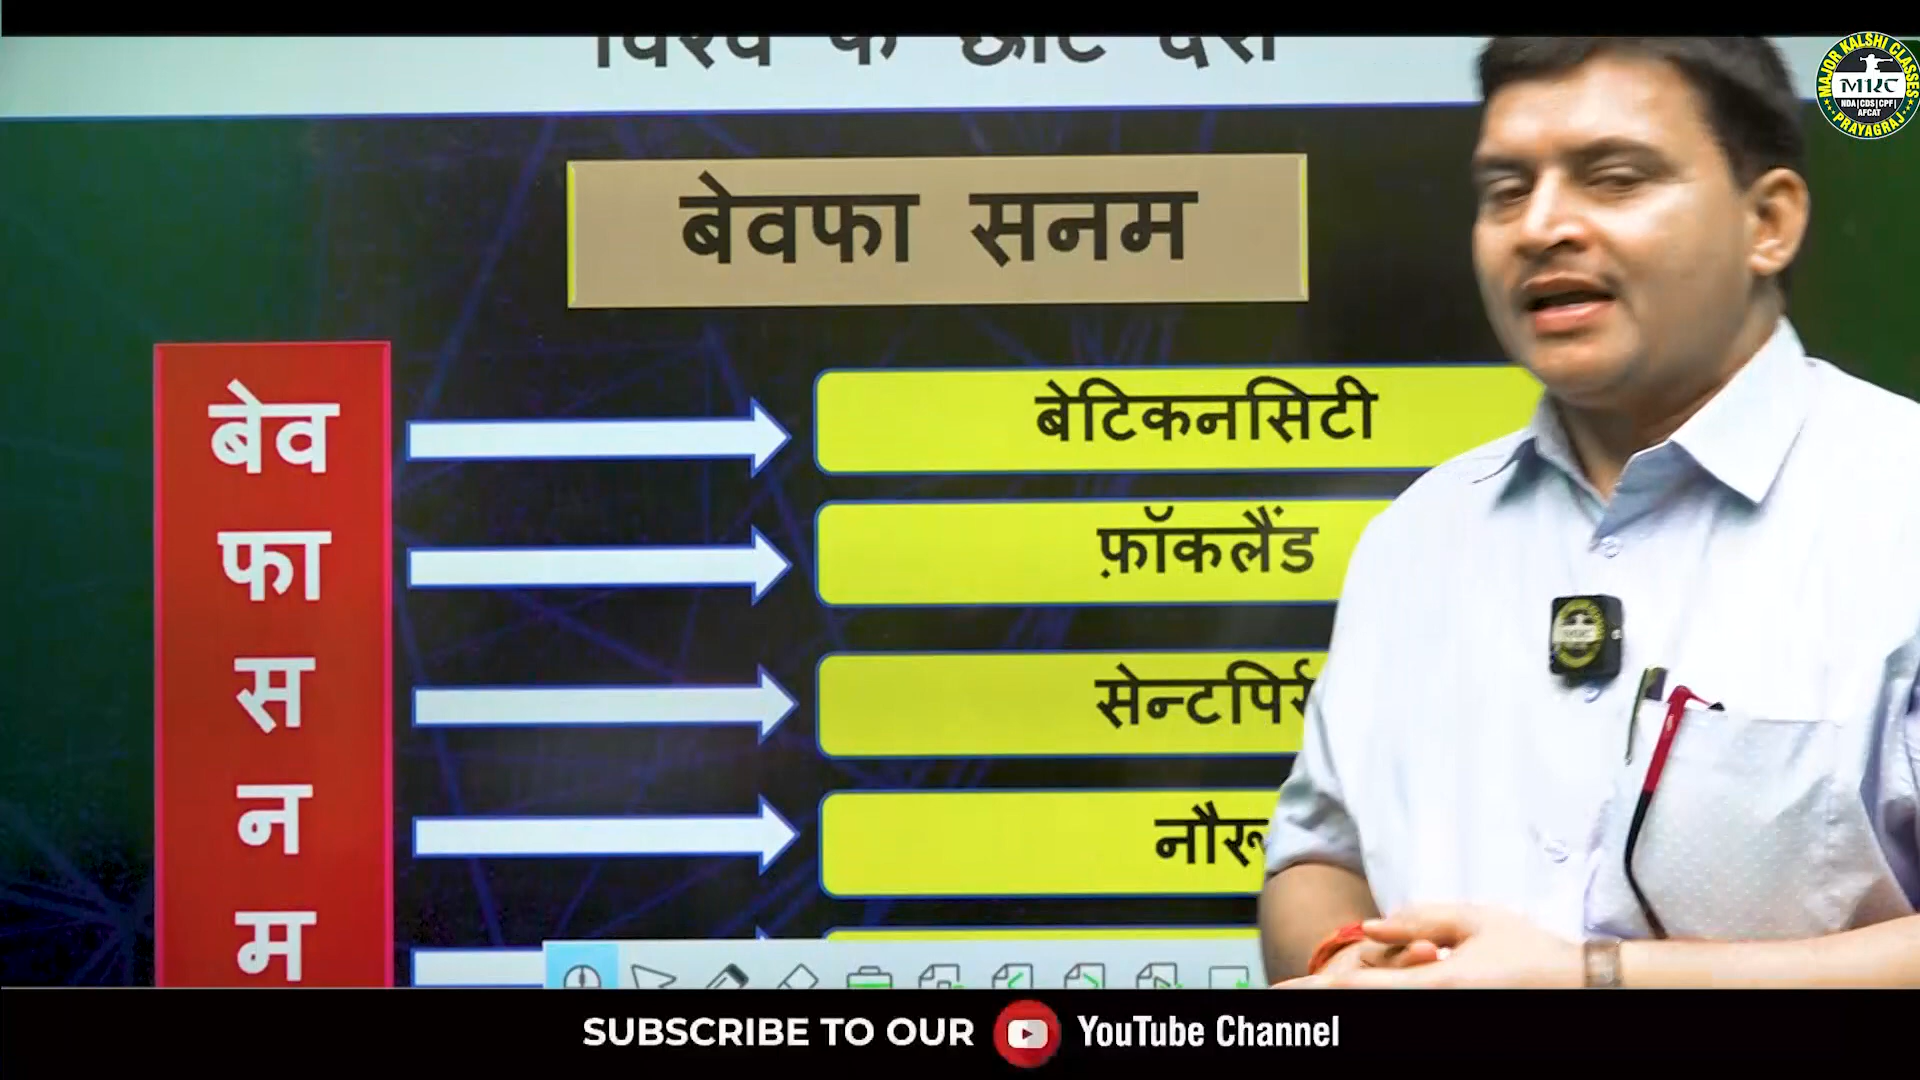 विश्व के छोटे देश
MAJOR KALSHI CLASSES
MKC
NDA|CDS|CPF|
AFCAT
PRAYAGRAJ
बेवफा सनम
बेव
बेटिकनसिटी
फा
फ़ॉकलैंड
स
न
नौरू
म
SUBSCRIBE TO OUR YouTube Channel